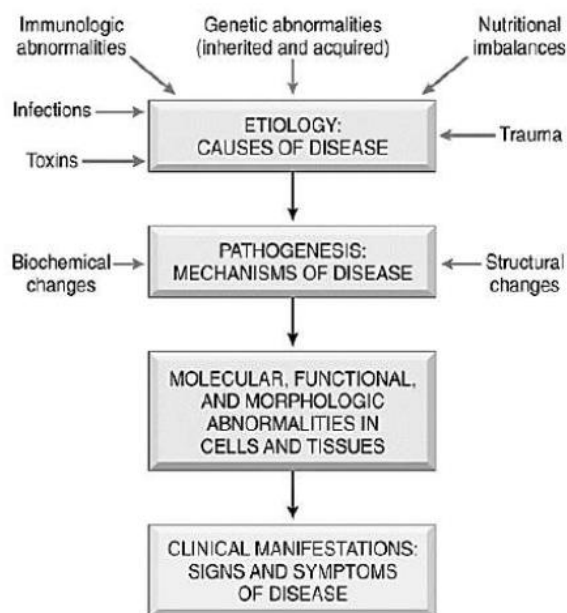 Immunologic
abnormalities
Genetic abnormalities
(inherited and acquired)
Nutritional
imbalances
Infections
Toxins
ETIOLOGY:
CAUSES OF DISEASE
Trauma
Biochemical
changes
PATHOGENESIS:
MECHANISMS OF DISEASE
Structural
changes
MOLECULAR, FUNCTIONAL,
AND MORPHOLOGIC
ABNORMALITIES IN
CELLS AND TISSUES
CLINICAL MANIFESTATIONS:
SIGNS AND SYMPTOMS
OF DISEASE